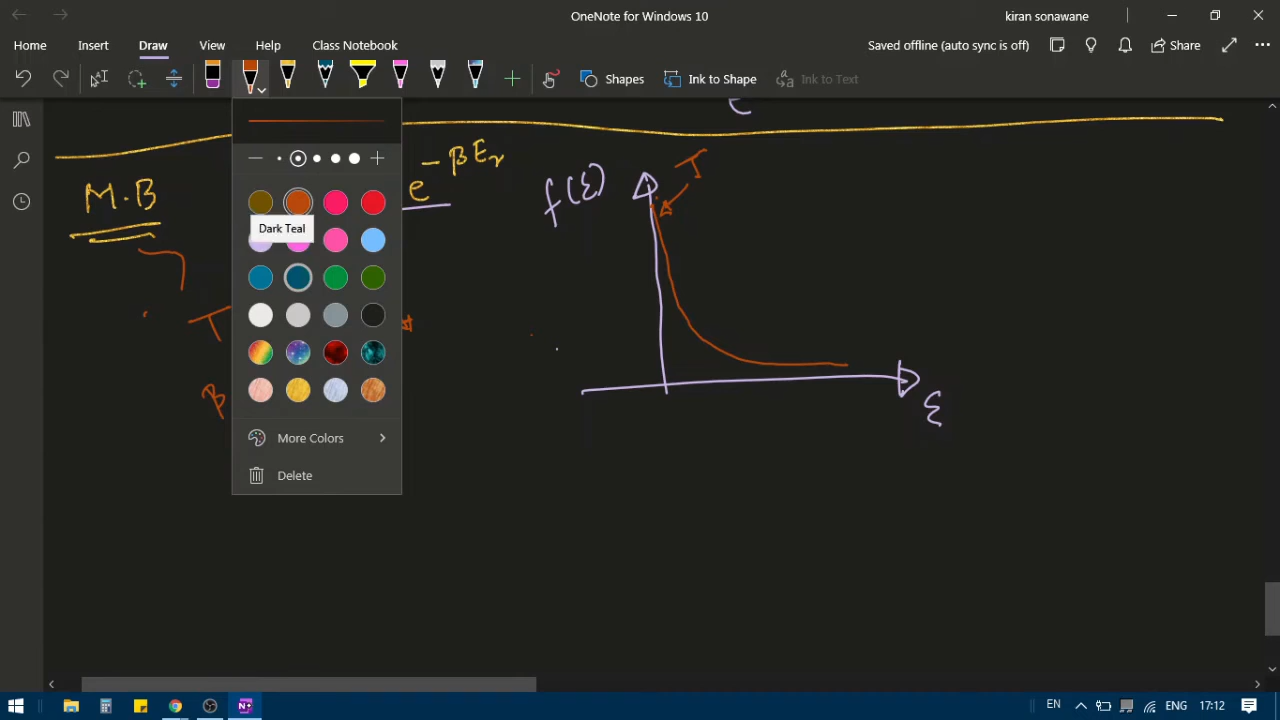 OneNote for Windows 10
kiran sonawane
Home Insert Draw View Help Class Notebook
Saved offline (auto sync is off)
Share
Shapes
Ink to Shape
Ink to Text
M.B
e^-βEr
f(ε)
T
Dark Teal
T
β
ε
More Colors
Delete
EN
ENG
17:12